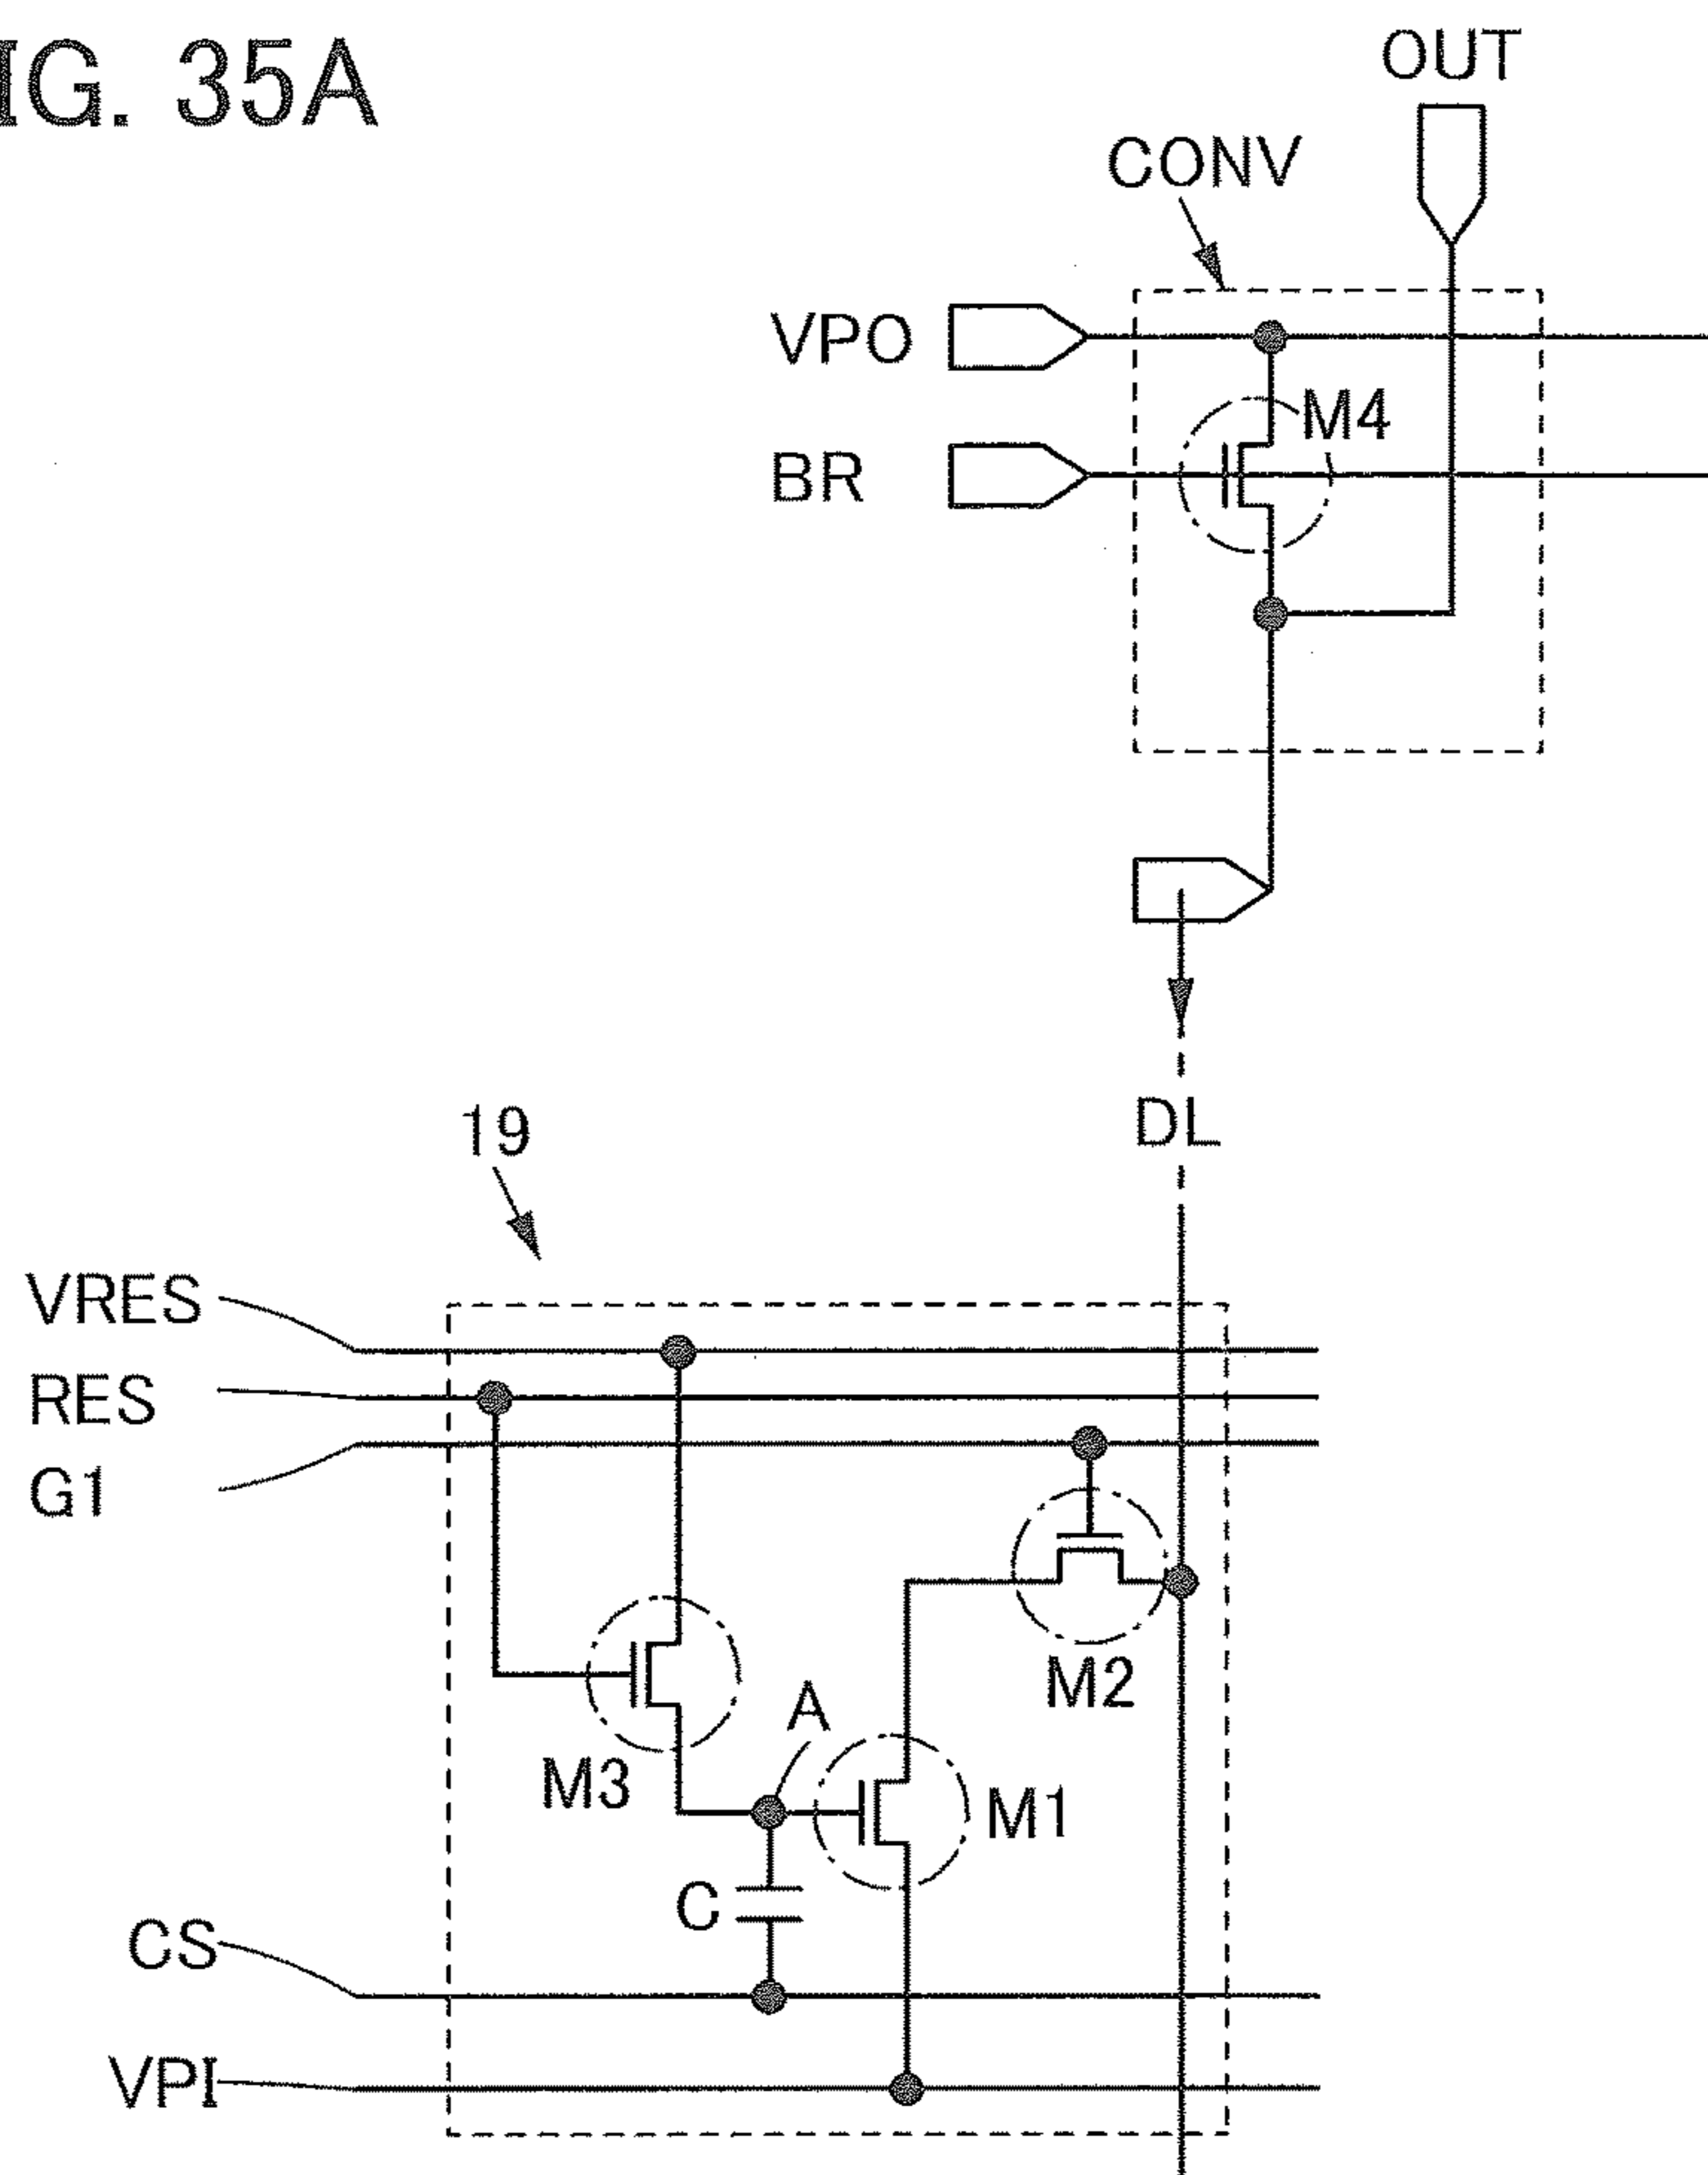 IG. 35A
OUT
CONV
VPO
M4
BR
DL
19
VRES
RES
G1
M2
A
M3
M1
C
CS
VPI